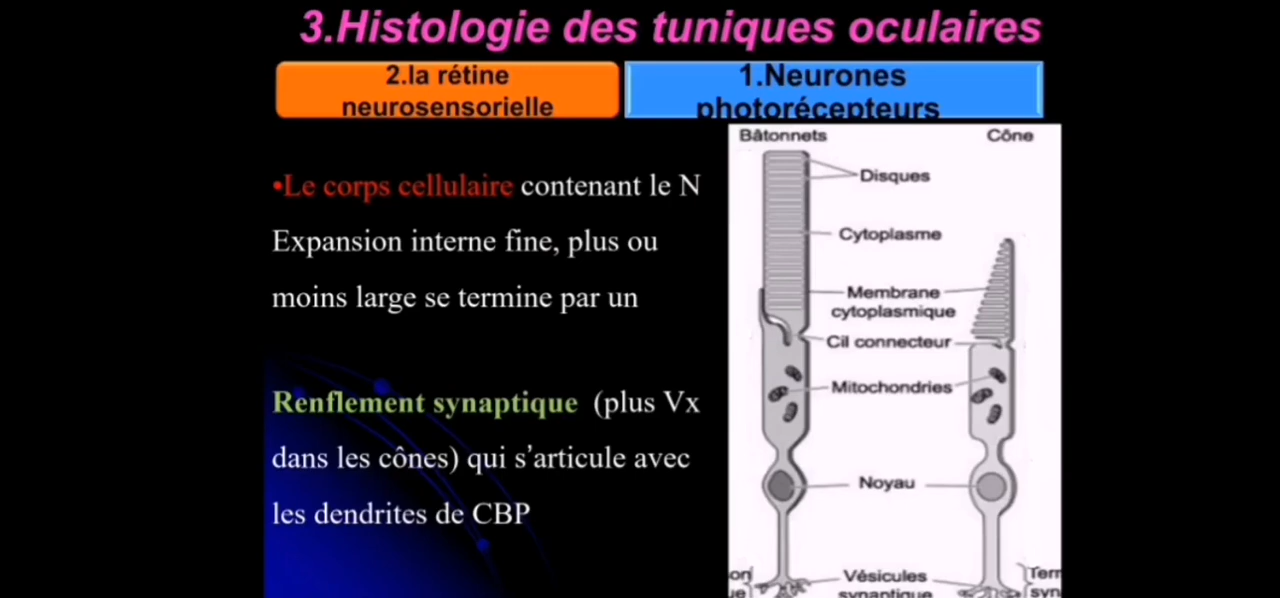 3.Histologie des tuniques oculaires
2.la rétine
neurosensorielle
1.Neurones
photorécepteurs
•Le corps cellulaire contenant le N
Expansion interne fine, plus ou
moins large se termine par un
Renflement synaptique (plus Vx
dans les cônes) qui s’articule avec
les dendrites de CBP
Bâtonnets
Cône
Disques
Cytoplasme
Membrane
cytoplasmique
Cil connecteur
Mitochondries
Noyau
Vésicules
synaptique